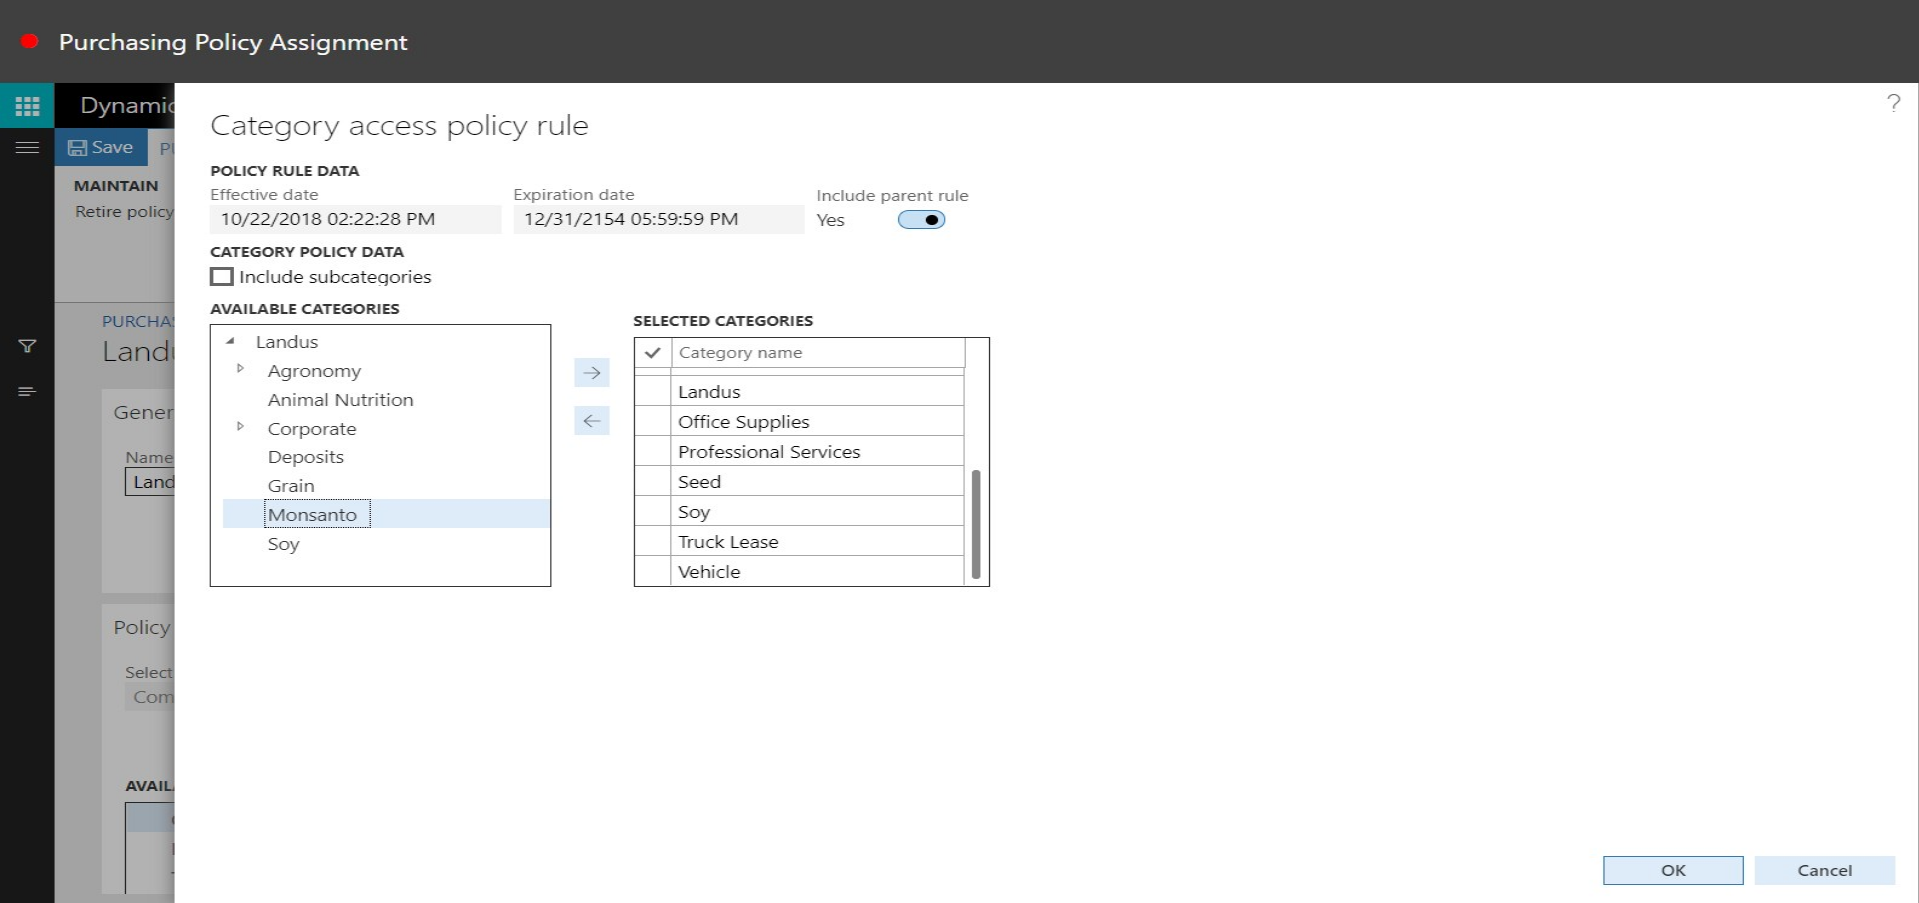 Purchasing Policy Assignment
Dynamic
?
Category access policy rule
Save
POLICY RULE DATA
MAINTAIN
Effective date
Expiration date
Include parent rule
Retire policy
10/22/2018 02:22:28 PM
12/31/2154 05:59:59 PM
Yes
CATEGORY POLICY DATA
Include subcategories
AVAILABLE CATEGORIES
SELECTED CATEGORIES
Landus
Agronomy
Animal Nutrition
Corporate
Deposits
Grain
Monsanto
Soy
Category name
Landus
Office Supplies
Professional Services
Seed
Soy
Truck Lease
Vehicle
PURCHAS
Landu
Gener
Name
Land
Policy
Select
Com
AVAIL
OK
Cancel